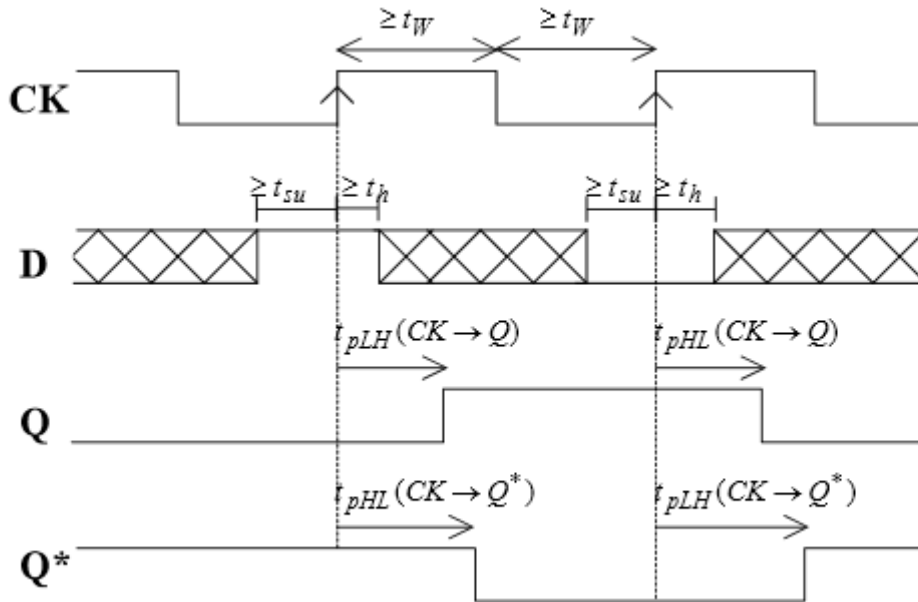 ≥ t_W ≥ t_W
CK
≥ t_su ≥ t_h ≥ t_su ≥ t_h
D
t_pLH (CK → Q) t_pHL (CK → Q)
Q
t_pHL (CK → Q*) t_pLH (CK → Q*)
Q*